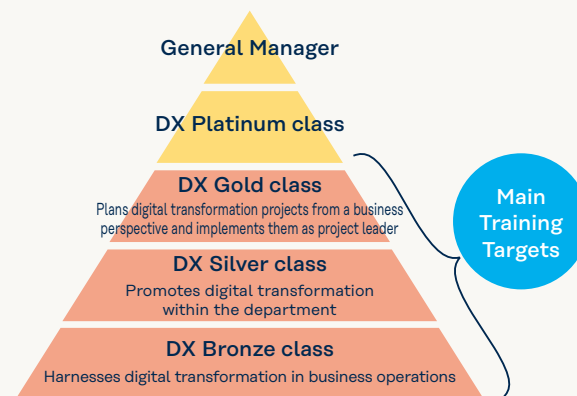 General Manager
DX Platinum class
DX Gold class
Plans digital transformation projects from a business
perspective and implements them as project leader
DX Silver class
Promotes digital transformation
within the department
DX Bronze class
Harnesses digital transformation in business operations
Main
Training
Targets